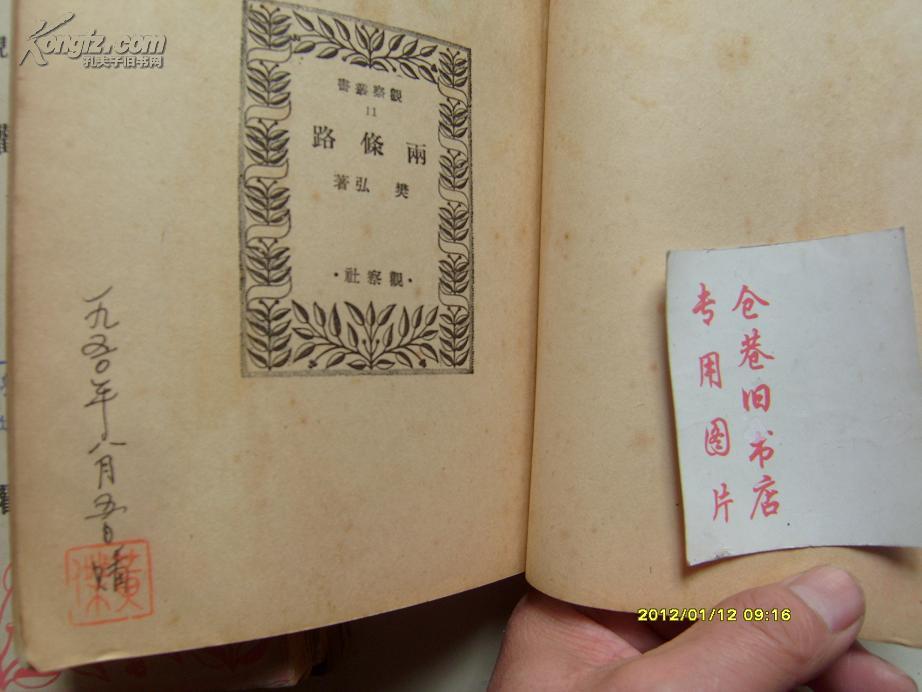 Kongfz.com
孔夫子旧书网
觀察叢書
11
兩條路
樊弘著
·觀察社·
一九五〇年八月五日購
仓巷旧书店
专用图片
2012/01/12 09:16